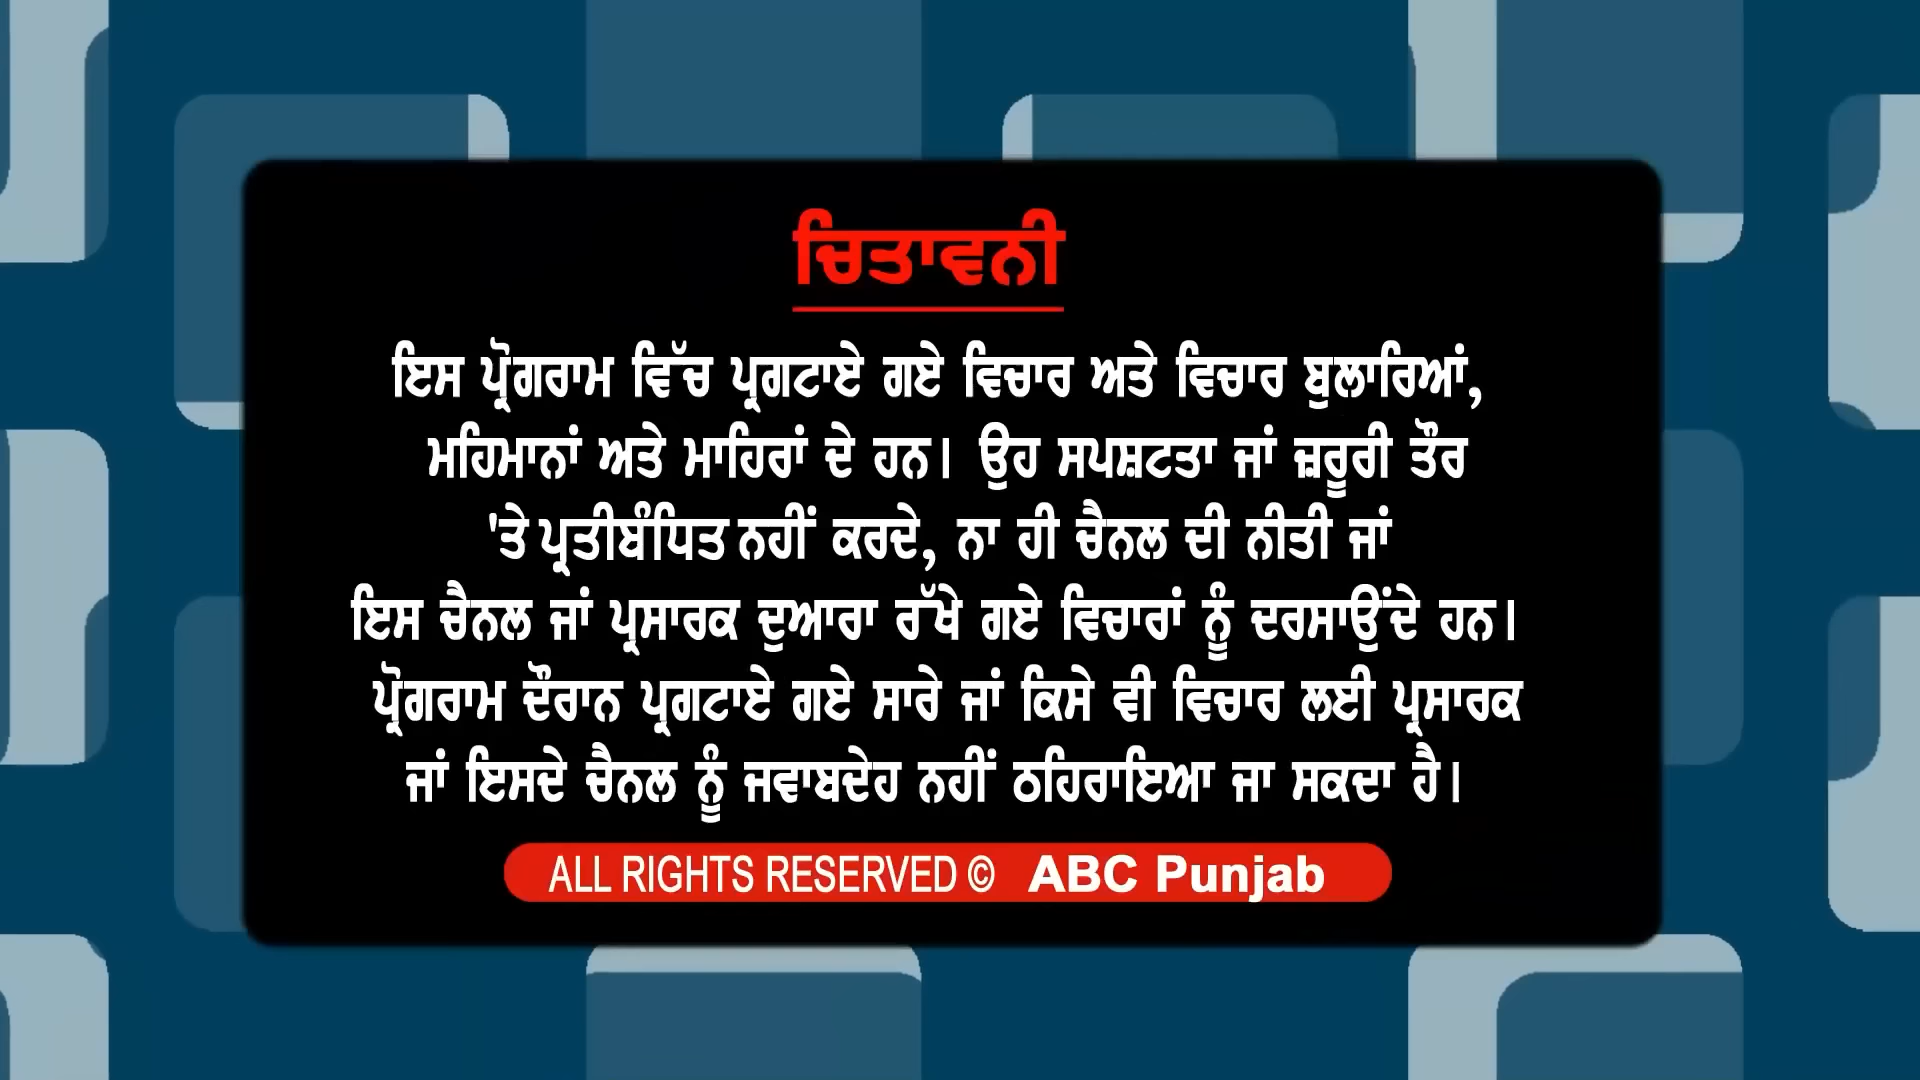 ਚਿਤਾਵਨੀ
ਇਸ ਪ੍ਰੋਗਰਾਮ ਵਿੱਚ ਪ੍ਰਗਟਾਏ ਗਏ ਵਿਚਾਰ ਅਤੇ ਵਿਚਾਰ ਬੁਲਾਰਿਆਂ,
ਮਹਿਮਾਨਾਂ ਅਤੇ ਮਾਹਿਰਾਂ ਦੇ ਹਨ। ਉਹ ਸਪਸ਼ਟਤਾ ਜਾਂ ਜ਼ਰੂਰੀ ਤੌਰ
'ਤੇ ਪ੍ਰਤੀਬੰਧਿਤ ਨਹੀਂ ਕਰਦੇ, ਨਾ ਹੀ ਚੈਨਲ ਦੀ ਨੀਤੀ ਜਾਂ
ਇਸ ਚੈਨਲ ਜਾਂ ਪ੍ਰਸਾਰਕ ਦੁਆਰਾ ਰੱਖੇ ਗਏ ਵਿਚਾਰਾਂ ਨੂੰ ਦਰਸਾਉਂਦੇ ਹਨ।
ਪ੍ਰੋਗਰਾਮ ਦੌਰਾਨ ਪ੍ਰਗਟਾਏ ਗਏ ਸਾਰੇ ਜਾਂ ਕਿਸੇ ਵੀ ਵਿਚਾਰ ਲਈ ਪ੍ਰਸਾਰਕ
ਜਾਂ ਇਸਦੇ ਚੈਨਲ ਨੂੰ ਜਵਾਬਦੇਹ ਨਹੀਂ ਠਹਿਰਾਇਆ ਜਾ ਸਕਦਾ ਹੈ।
ALL RIGHTS RESERVED © ABC Punjab